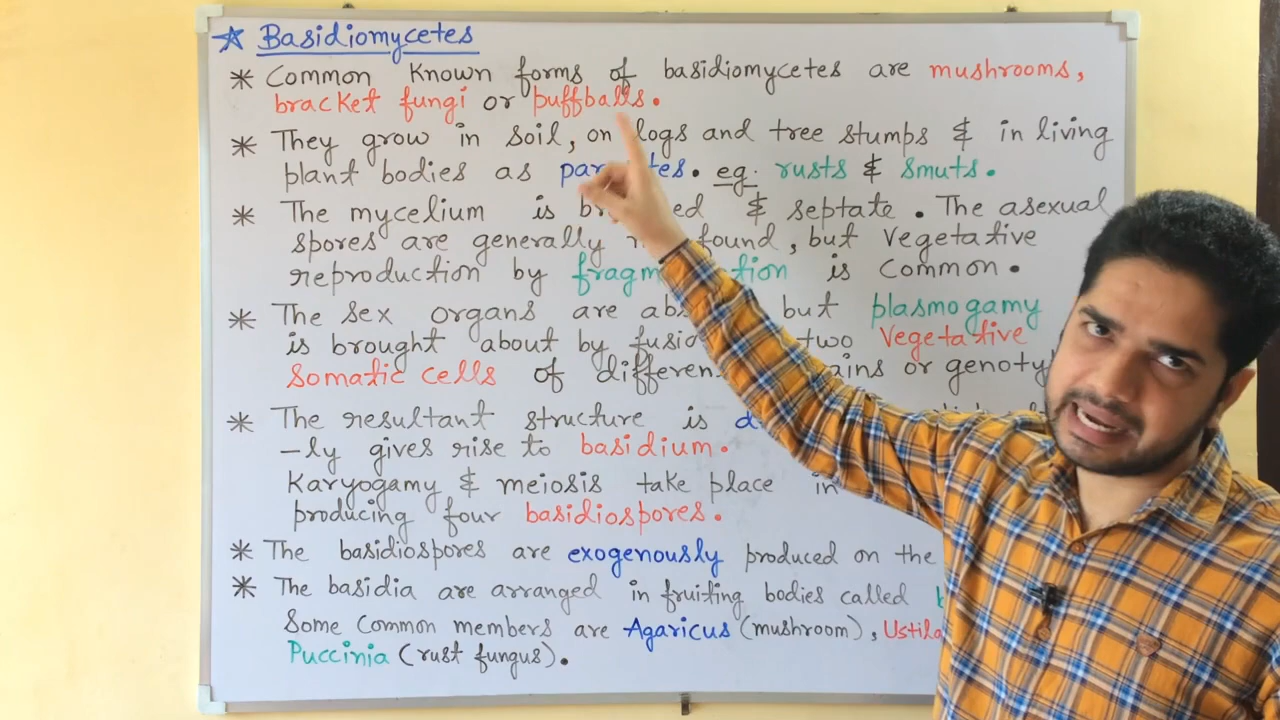 ☆ Basidiomycetes
* Common Known forms of basidiomycetes are mushrooms,
bracket fungi or puffballs.
* They grow in soil, on logs and tree stumps & in living
plant bodies as eg. rusts & smuts.
* The mycelium is & septate. The asexual
spores are generally found, but vegetative
reproduction by is common.
* The sex organs are but plasmogamy
is brought about by two vegetative
Somatic cells of or
* The resultant structure is
-ly gives rise to basidium.
Karyogamy & meiosis take place in
producing four basidiospores.
* The basidiospores are exogenously produced on the
* The basidia are arranged in fruiting bodies called
Some Common members are Agaricus (mushroom),
Puccinia (rust fungus).